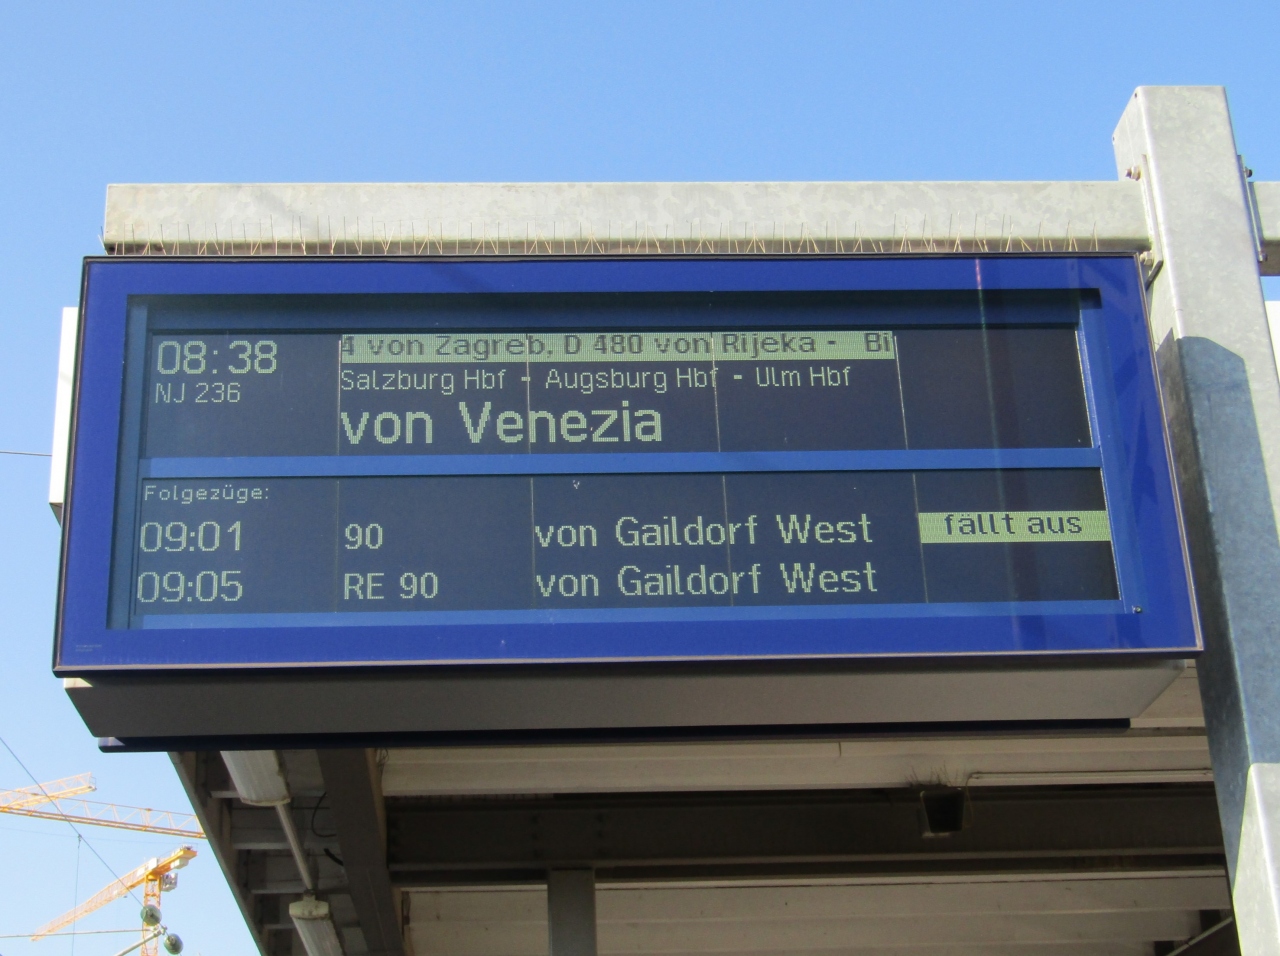 08:38
4 von Zagreb, D 480 von Rijeka - Bi
NJ 236
Salzburg Hbf - Augsburg Hbf - Ulm Hbf
von Venezia
Folgezüge:
09:01 90 von Gaildorf West fällt aus
09:05 RE 90 von Gaildorf West